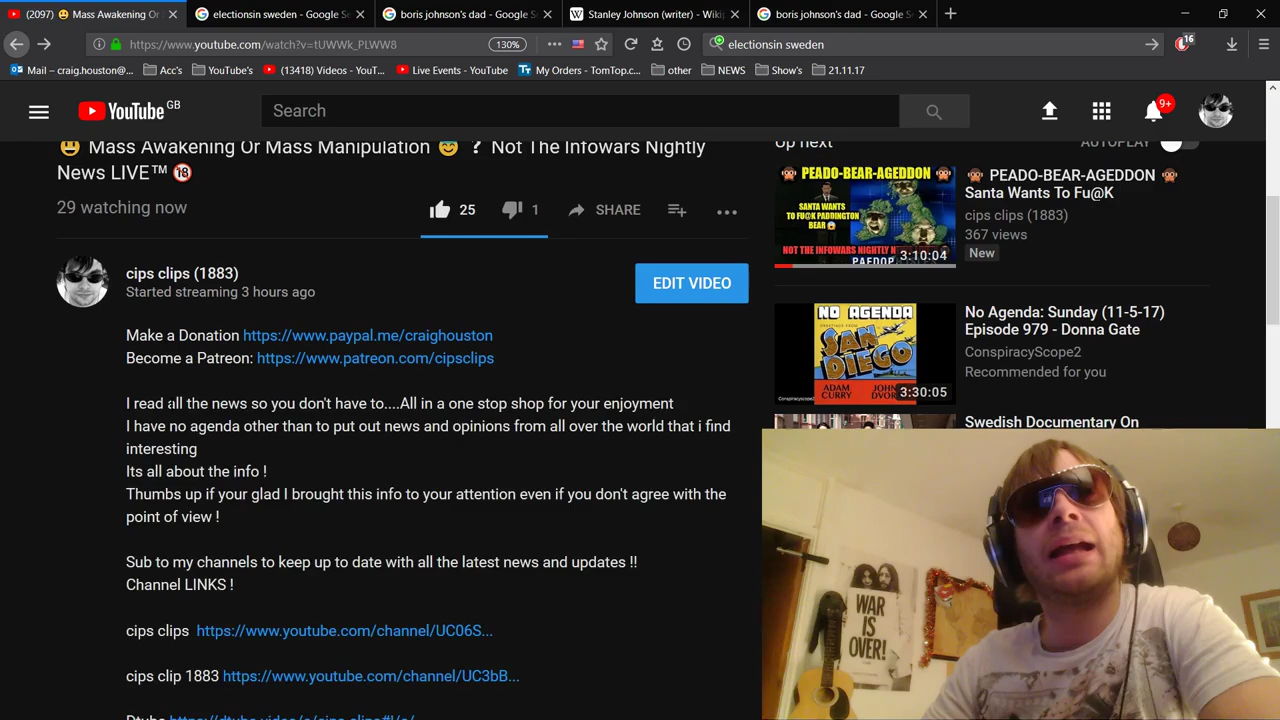 (2097) 😃 Mass Awakening Or
electionsin sweden - Google Se
boris johnson's dad - Google S
Stanley Johnson (writer) - Wiki
boris johnson's dad - Google S
https://www.youtube.com/watch?v=tUWWk_PLWW8
130%
electionsin sweden
16
Mail – craig.houston@...
Acc's
YouTube's
(13418) Videos - YouT...
Live Events - YouTube
My Orders - TomTop.c...
other
NEWS
Show's
21.11.17
YouTube GB
Search
9+
😃 Mass Awakening Or Mass Manipulation 😇 ? Not The Infowars Nightly
News LIVE™ 🔞
29 watching now
25
1
SHARE
cips clips (1883)
Started streaming 3 hours ago
EDIT VIDEO
Make a Donation https://www.paypal.me/craighouston
Become a Patreon: https://www.patreon.com/cipsclips
I read all the news so you don't have to....All in a one stop shop for your enjoyment
I have no agenda other than to put out news and opinions from all over the world that i find
interesting
Its all about the info !
Thumbs up if your glad I brought this info to your attention even if you don't agree with the
point of view !
Sub to my channels to keep up to date with all the latest news and updates !!
Channel LINKS !
cips clips https://www.youtube.com/channel/UC06S...
cips clip 1883 https://www.youtube.com/channel/UC3bB...
Up next
AUTOPLAY
PEADO-BEAR-AGEDDON
SANTA WANTS
TO FU@K PADDINGTON
BEAR
NOT THE INFOWARS NIGHTLY
3:10:04
🙊 PEADO-BEAR-AGEDDON 🙊
Santa Wants To Fu@K
cips clips (1883)
367 views
New
NO AGENDA:
SAN
DIEGO
ADAM
CURRY
3:30:05
No Agenda: Sunday (11-5-17)
Episode 979 - Donna Gate
ConspiracyScope2
Recommended for you
Swedish Documentary On
WAR
IS
OVER!